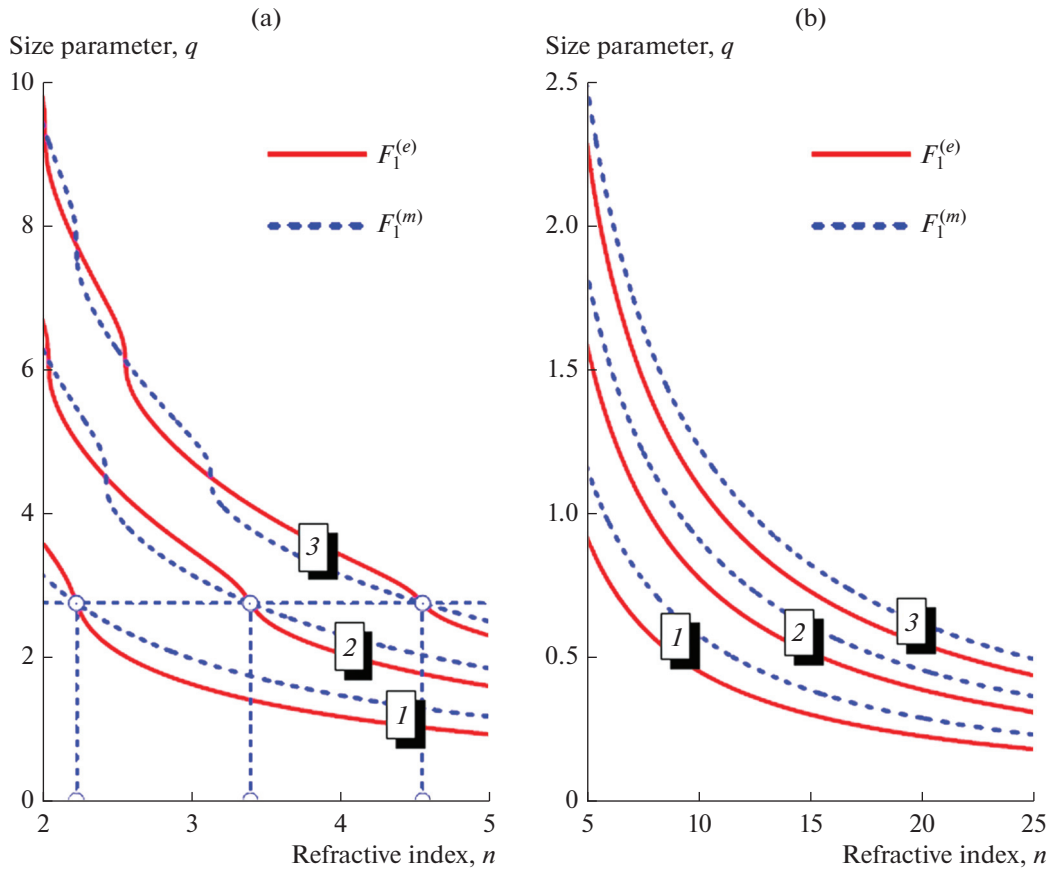 (a)
Size parameter, q
10
8
6
4
2
0
2
3
4
5
Refractive index, n
F₁⁽ᵉ⁾
F₁⁽ᵐ⁾
3
2
1
(b)
Size parameter, q
2.5
2.0
1.5
1.0
0.5
0
5
10
15
20
25
Refractive index, n
F₁⁽ᵉ⁾
F₁⁽ᵐ⁾
1
2
3